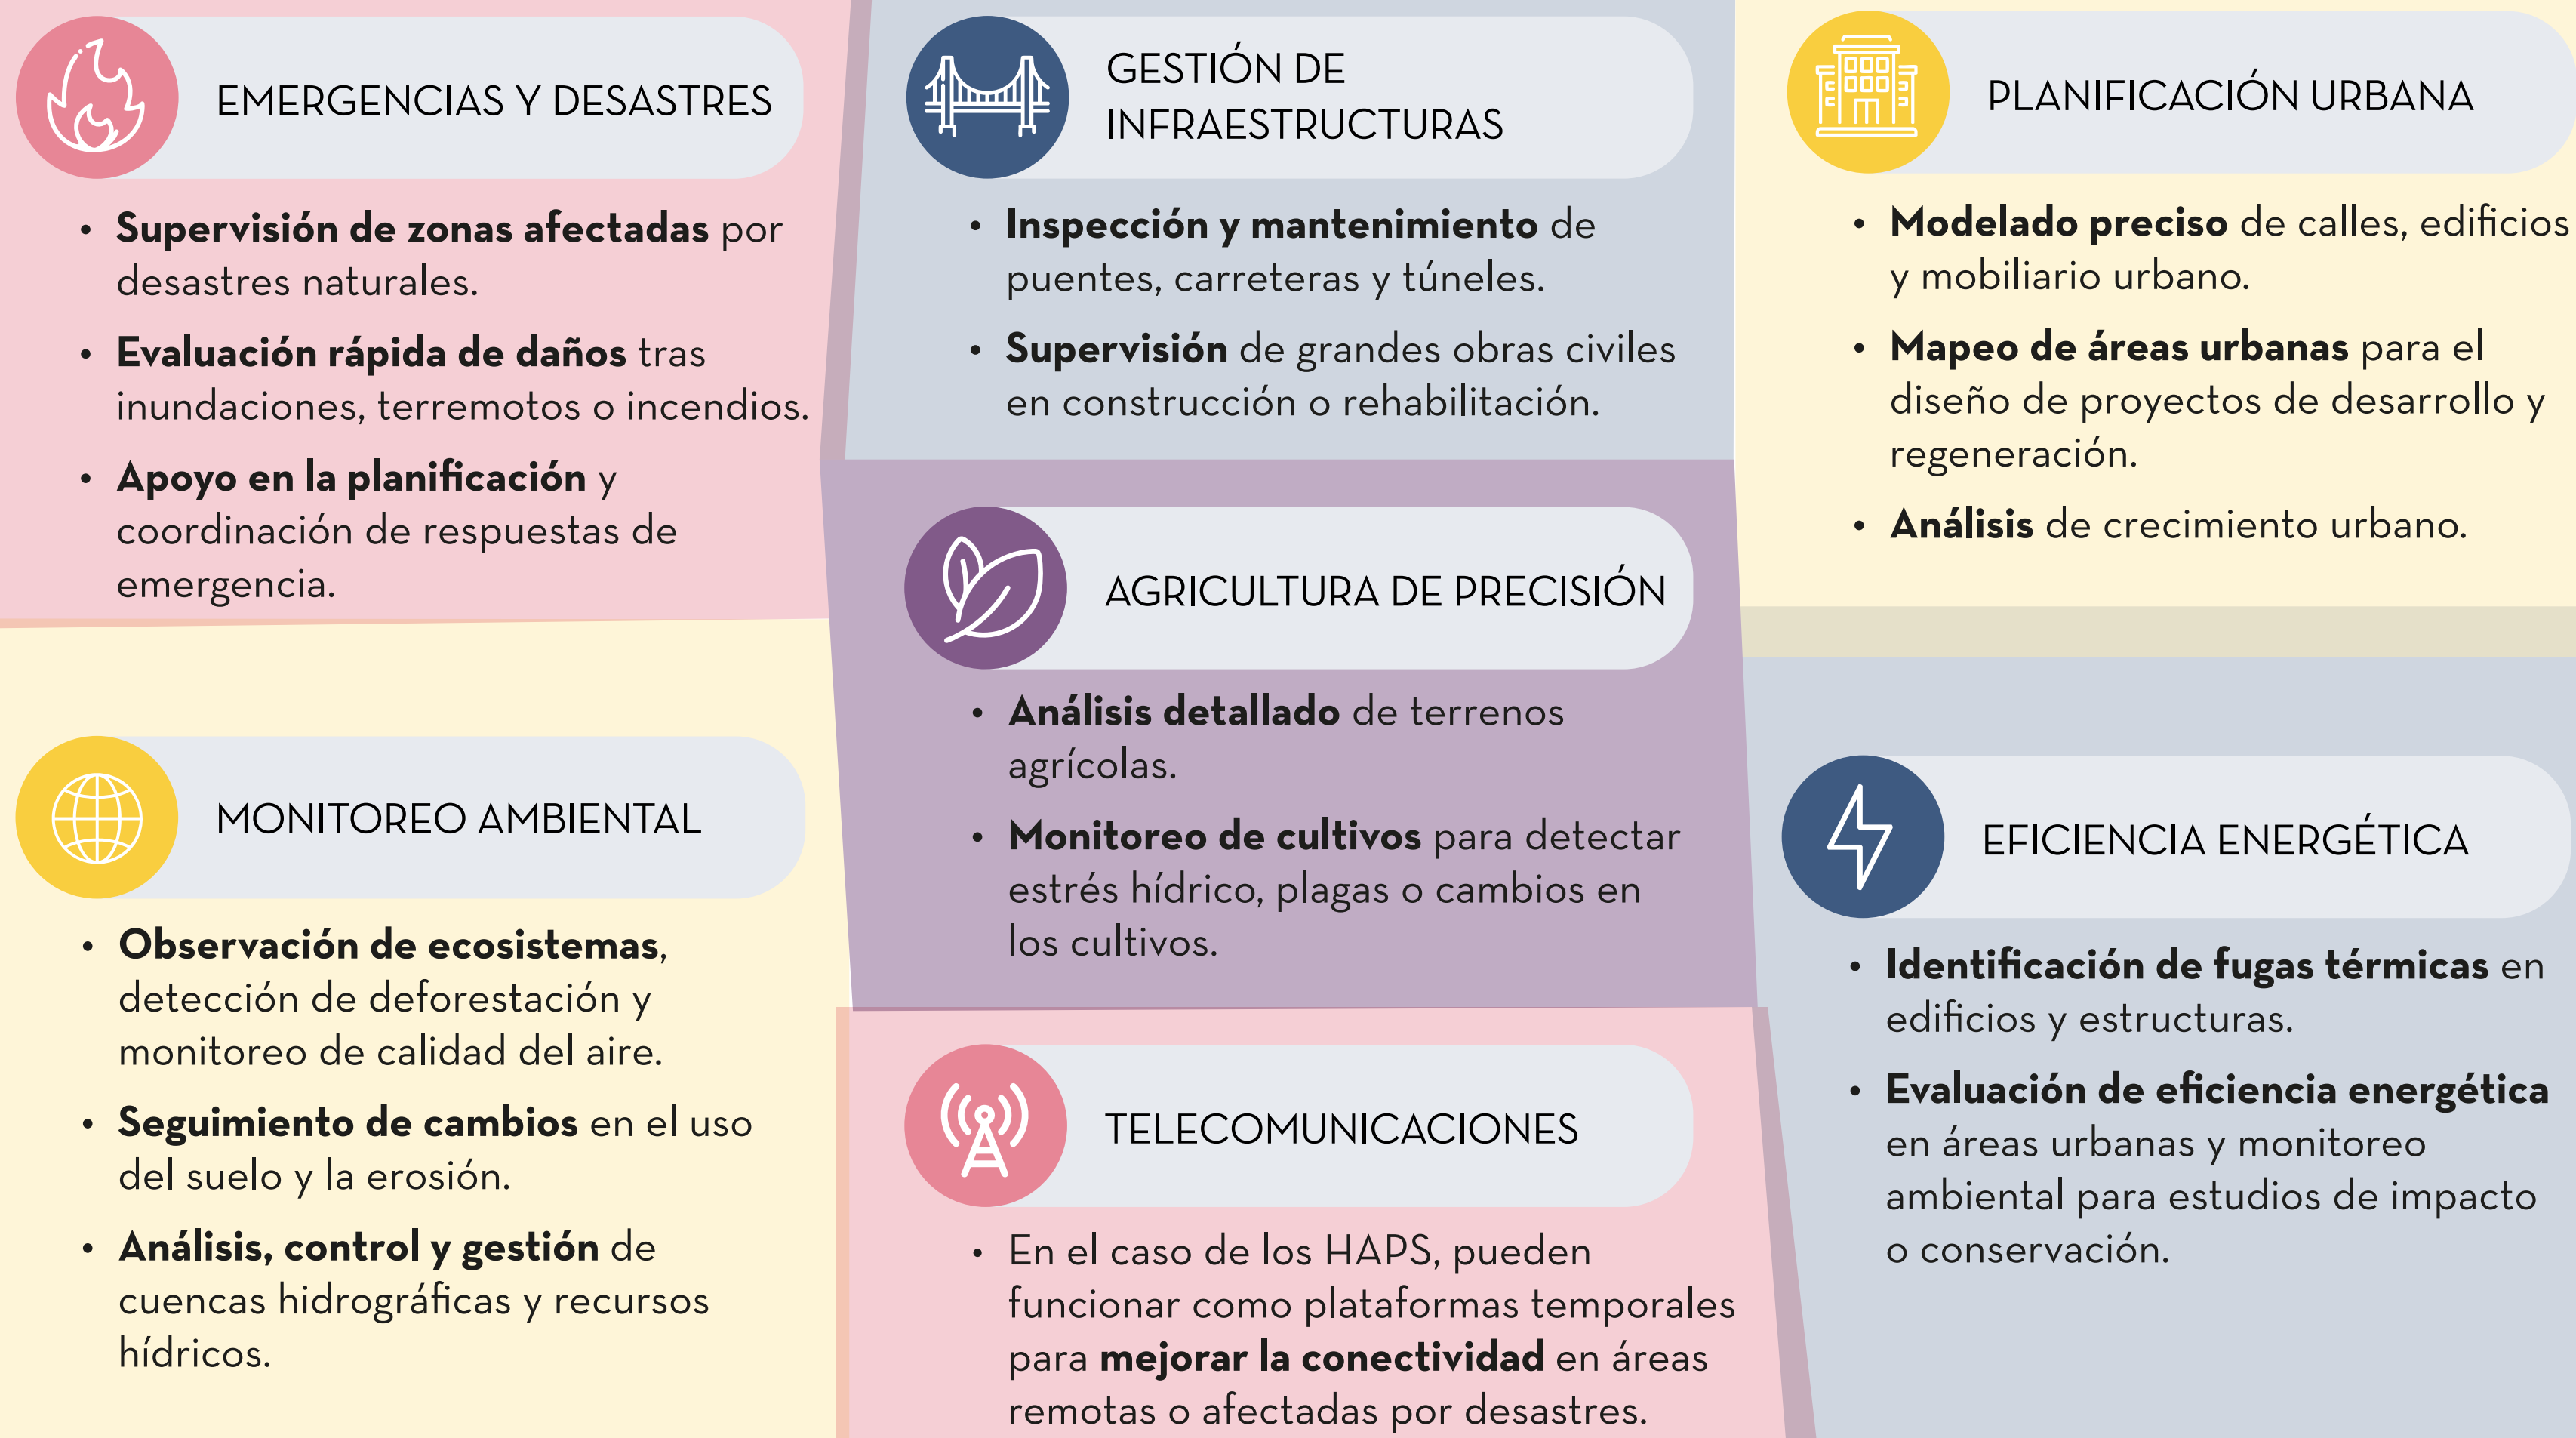 EMERGENCIAS Y DESASTRES
• Supervisión de zonas afectadas por
desastres naturales.
• Evaluación rápida de daños tras
inundaciones, terremotos o incendios.
• Apoyo en la planificación y
coordinación de respuestas de
emergencia.
MONITOREO AMBIENTAL
• Observación de ecosistemas,
detección de deforestación y
monitoreo de calidad del aire.
• Seguimiento de cambios en el uso
del suelo y la erosión.
• Análisis, control y gestión de
cuencas hidrográficas y recursos
hídricos.
GESTIÓN DE
INFRAESTRUCTURAS
• Inspección y mantenimiento de
puentes, carreteras y túneles.
• Supervisión de grandes obras civiles
en construcción o rehabilitación.
AGRICULTURA DE PRECISIÓN
• Análisis detallado de terrenos
agrícolas.
• Monitoreo de cultivos para detectar
estrés hídrico, plagas o cambios en
los cultivos.
TELECOMUNICACIONES
• En el caso de los HAPS, pueden
funcionar como plataformas temporales
para mejorar la conectividad en áreas
remotas o afectadas por desastres.
PLANIFICACIÓN URBANA
• Modelado preciso de calles, edificios
y mobiliario urbano.
• Mapeo de áreas urbanas para el
diseño de proyectos de desarrollo y
regeneración.
• Análisis de crecimiento urbano.
EFICIENCIA ENERGÉTICA
• Identificación de fugas térmicas en
edificios y estructuras.
• Evaluación de eficiencia energética
en áreas urbanas y monitoreo
ambiental para estudios de impacto
o conservación.